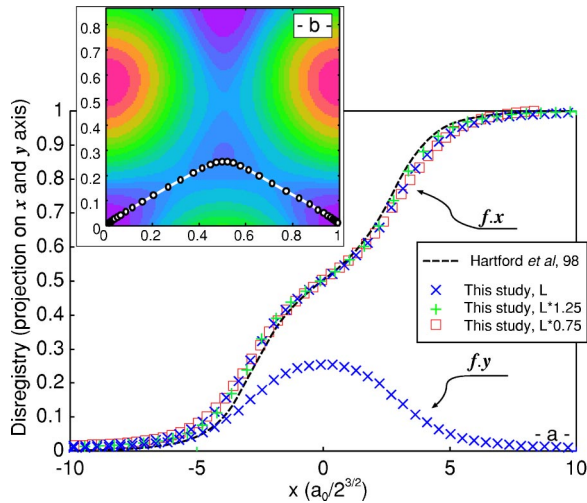 - b -
0.8
0.7
0.6
0.5
0.4
0.3
0.2
0.1
0
0 0.2 0.4 0.6 0.8 1
Disregistry (projection on x and y axis)
1
0.9
0.8
0.7
0.6
0.5
0.4
0.3
0.2
0.1
0
f.x
Hartford et al, 98
This study, L
This study, L*1.25
This study, L*0.75
f.y
- a -
-10 -5 0 5 10
x (a0/2^3/2)